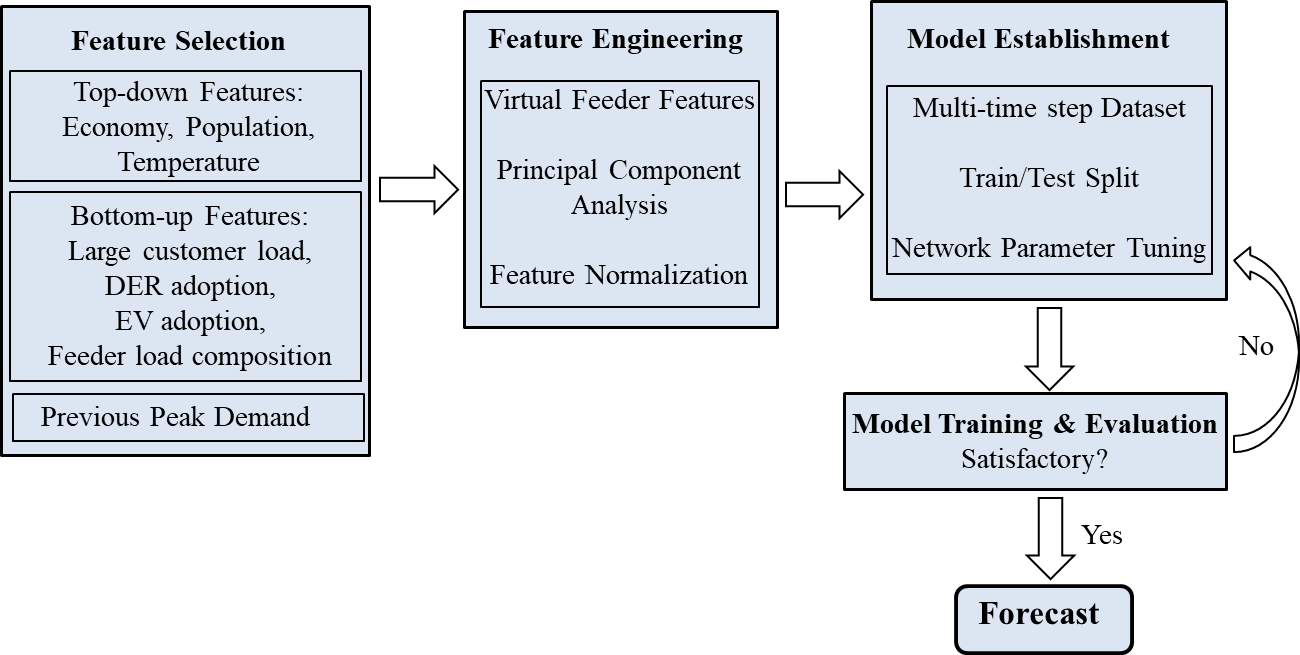 Feature Selection
Top-down Features:
Economy, Population,
Temperature
Bottom-up Features:
Large customer load,
DER adoption,
EV adoption,
Feeder load composition
Previous Peak Demand
Feature Engineering
Virtual Feeder Features
Principal Component
Analysis
Feature Normalization
Model Establishment
Multi-time step Dataset
Train/Test Split
Network Parameter Tuning
No
Model Training & Evaluation
Satisfactory?
Yes
Forecast